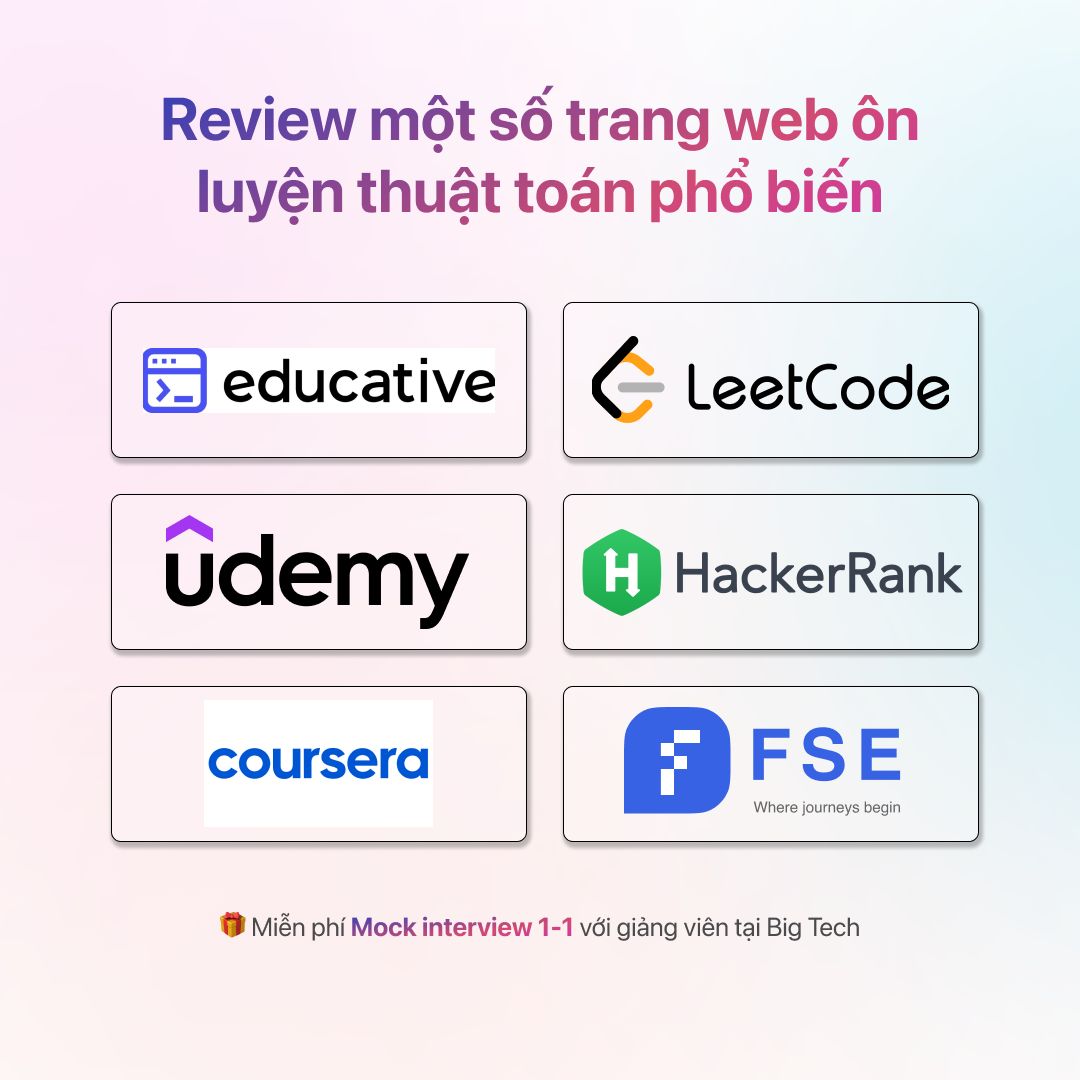 Review một số trang web ôn
luyện thuật toán phổ biến
educative
LeetCode
udemy
HackerRank
coursera
FSE
Where journeys begin
🎁 Miễn phí Mock interview 1-1 với giảng viên tại Big Tech